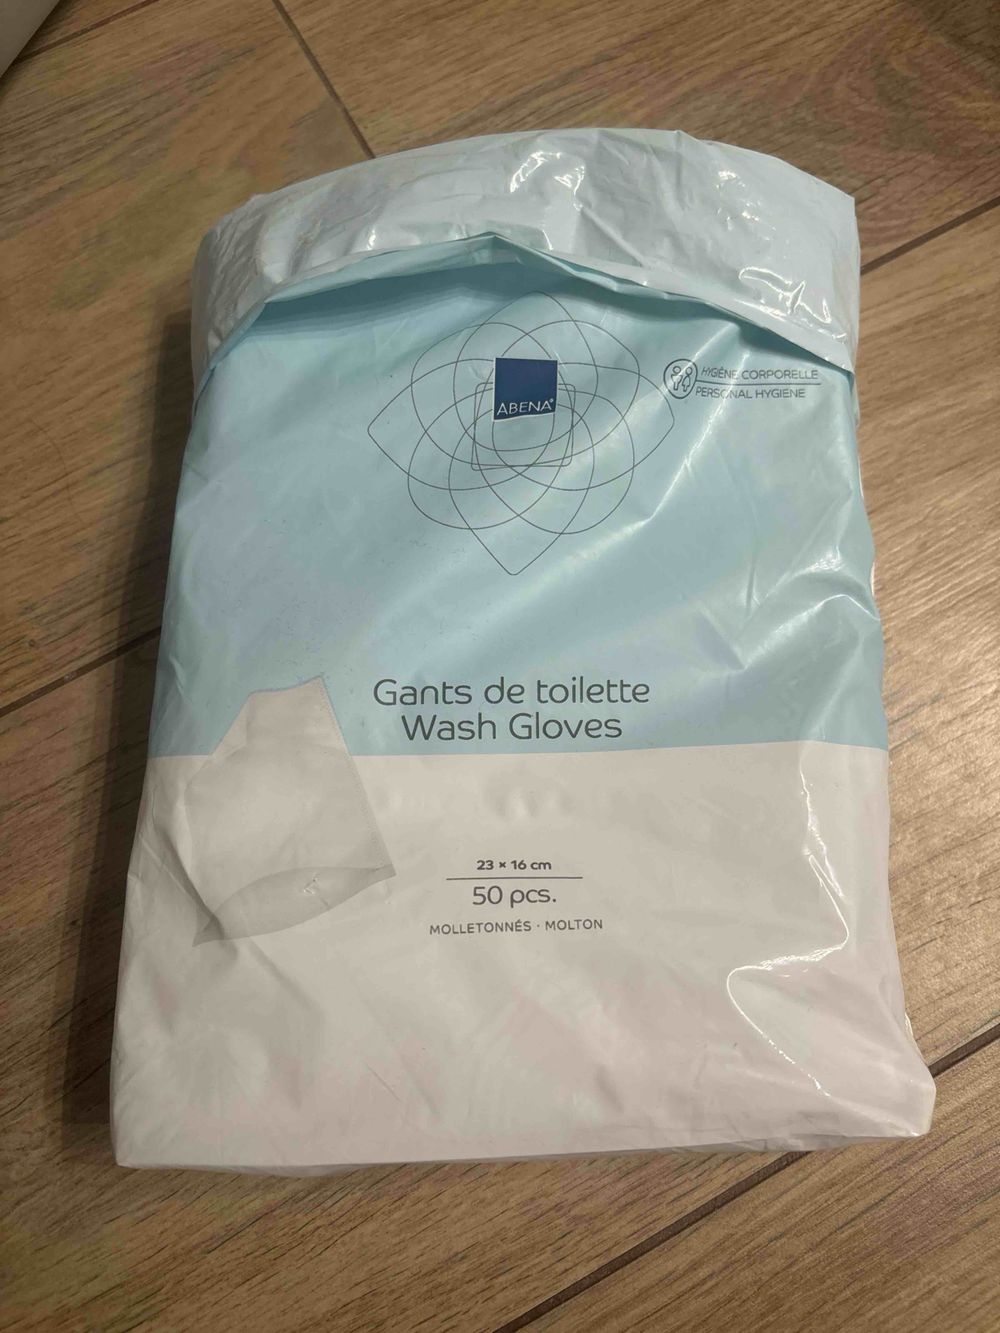 ABENA®
HYGIÈNE CORPORELLE
PERSONAL HYGIENE
Gants de toilette
Wash Gloves
23 × 16 cm
50 pcs.
MOLLETONNÉS · MOLTON